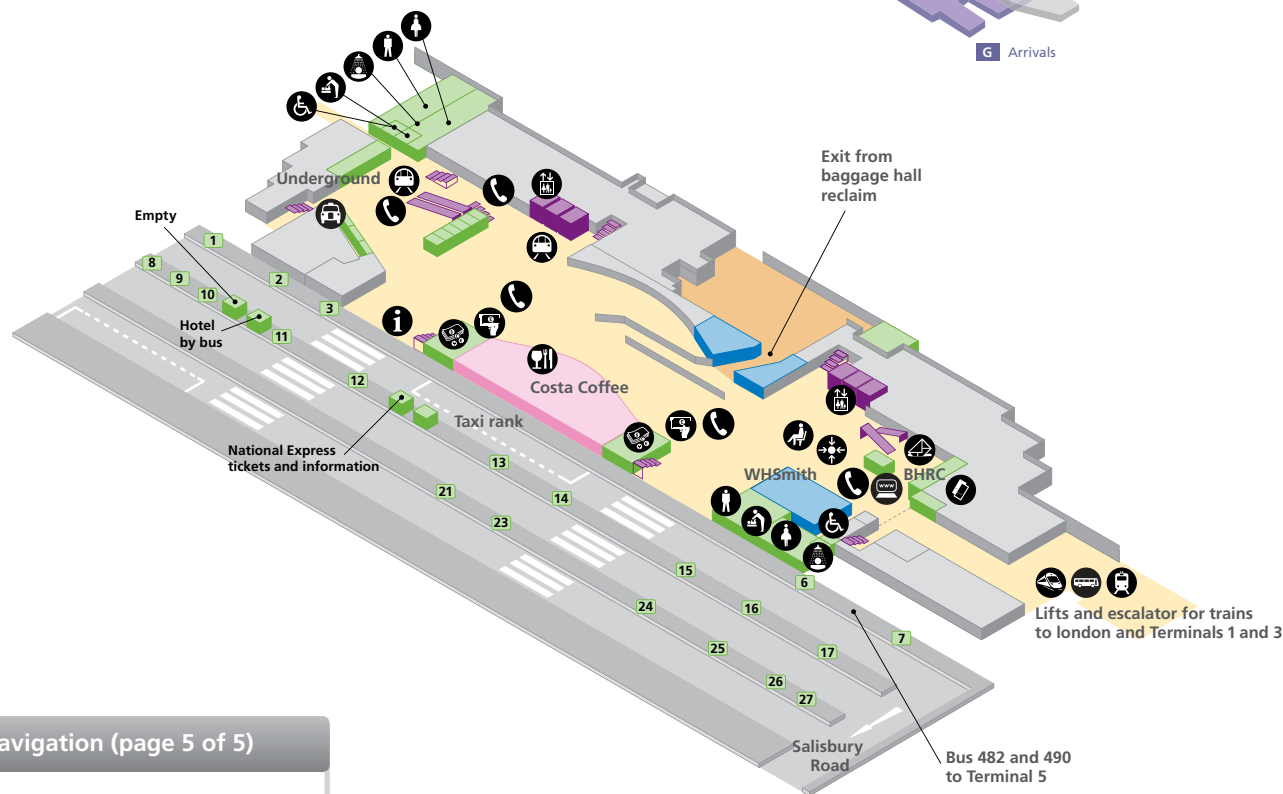 G Arrivals
Exit from
baggage hall
reclaim
Underground
Empty
1
8
9
2
10
3
Hotel
by bus
11
i
Costa Coffee
12
Taxi rank
National Express
tickets and information
13
WHSmith
BHRC
www
21
14
23
15
6
24
16
7
25
17
26
27
Lifts and escalator for trains
to london and Terminals 1 and 3
avigation (page 5 of 5)
Salisbury
Road
Bus 482 and 490
to Terminal 5